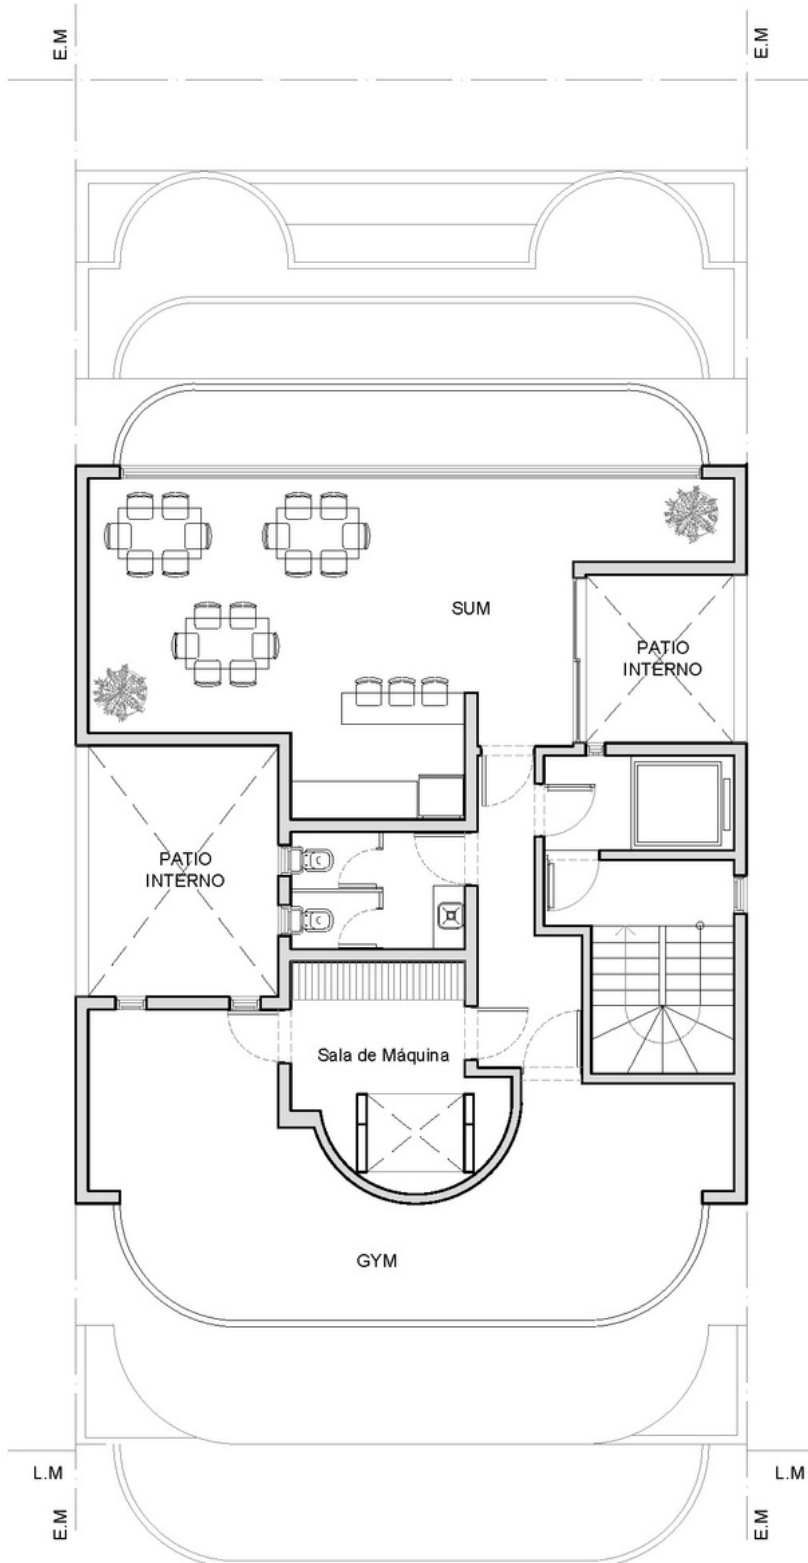 E.M
E.M
SUM
PATIO
INTERNO
PATIO
INTERNO
Sala de Máquina
GYM
L.M
L.M
E.M
E.M